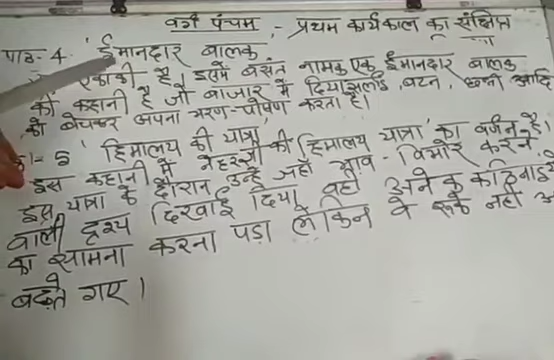 वर्ग पंचम - प्रथम कार्यकाल का संक्षिप्त
पाठ-4 'ईमानदार बालक
एकांकी है। इसमें बसंत नामक एक ईमानदार बालक
की कहानी है जो बाजार में दियासलाई, बटन, छन्नी आदि
को बेचकर अपना भरण-पोषण करता है।
5 'हिमालय की यात्रा
इस कहानी में नेहरूजी की 'हिमालय यात्रा' का वर्णन है।
इस यात्रा के दौरान उन्हें जहाँ भाव-विभोर करने
वाली दृश्य दिखाई दिया वहीं अनेक
का सामना करना पड़ा लेकिन वे रूके नहीं
बढ़ते गए।